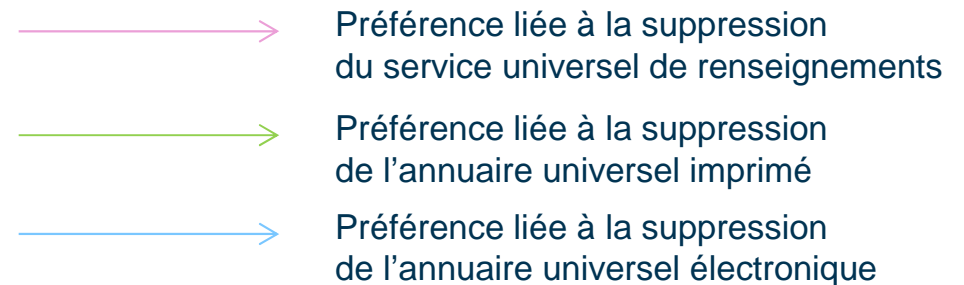 Préférence liée à la suppression
du service universel de renseignements
Préférence liée à la suppression
de l’annuaire universel imprimé
Préférence liée à la suppression
de l’annuaire universel électronique